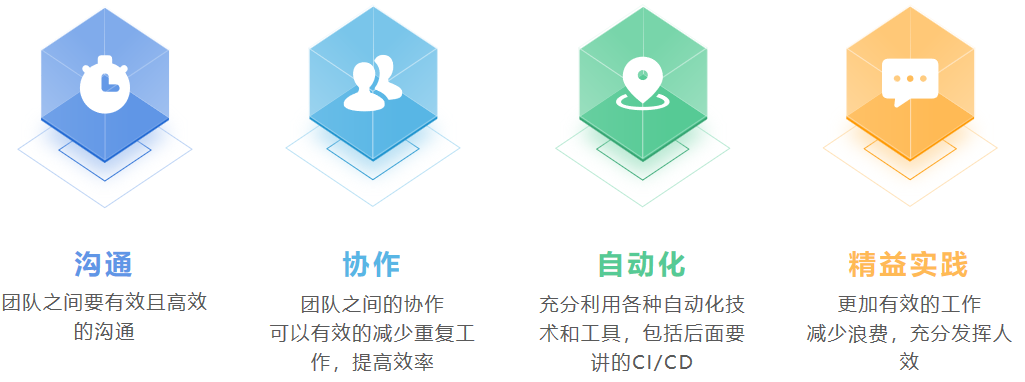 沟通
团队之间要有效且高效
的沟通
协作
团队之间的协作
可以有效的减少重复工
作，提高效率
自动化
充分利用各种自动化技
术和工具，包括后面要
讲的CI/CD
精益实践
更加有效的工作
减少浪费，充分发挥人
效